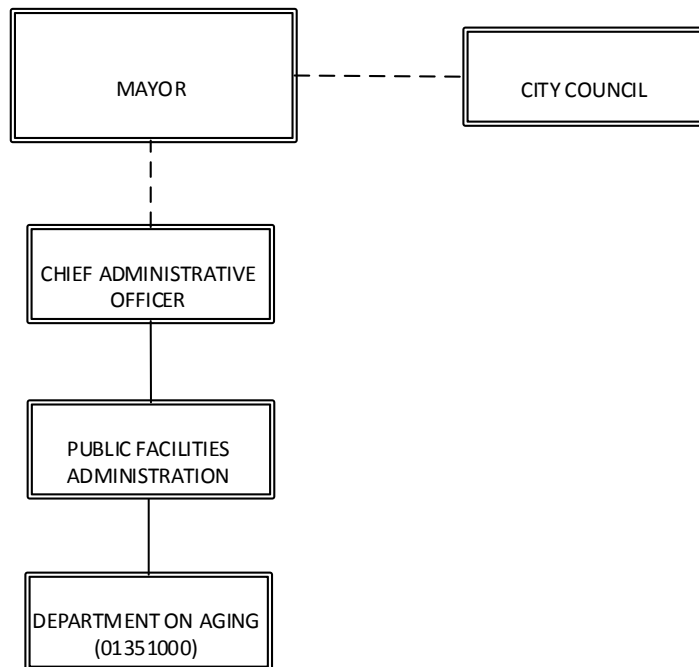 MAYOR
CITY COUNCIL
CHIEF ADMINISTRATIVE
OFFICER
PUBLIC FACILITIES
ADMINISTRATION
DEPARTMENT ON AGING
(01351000)